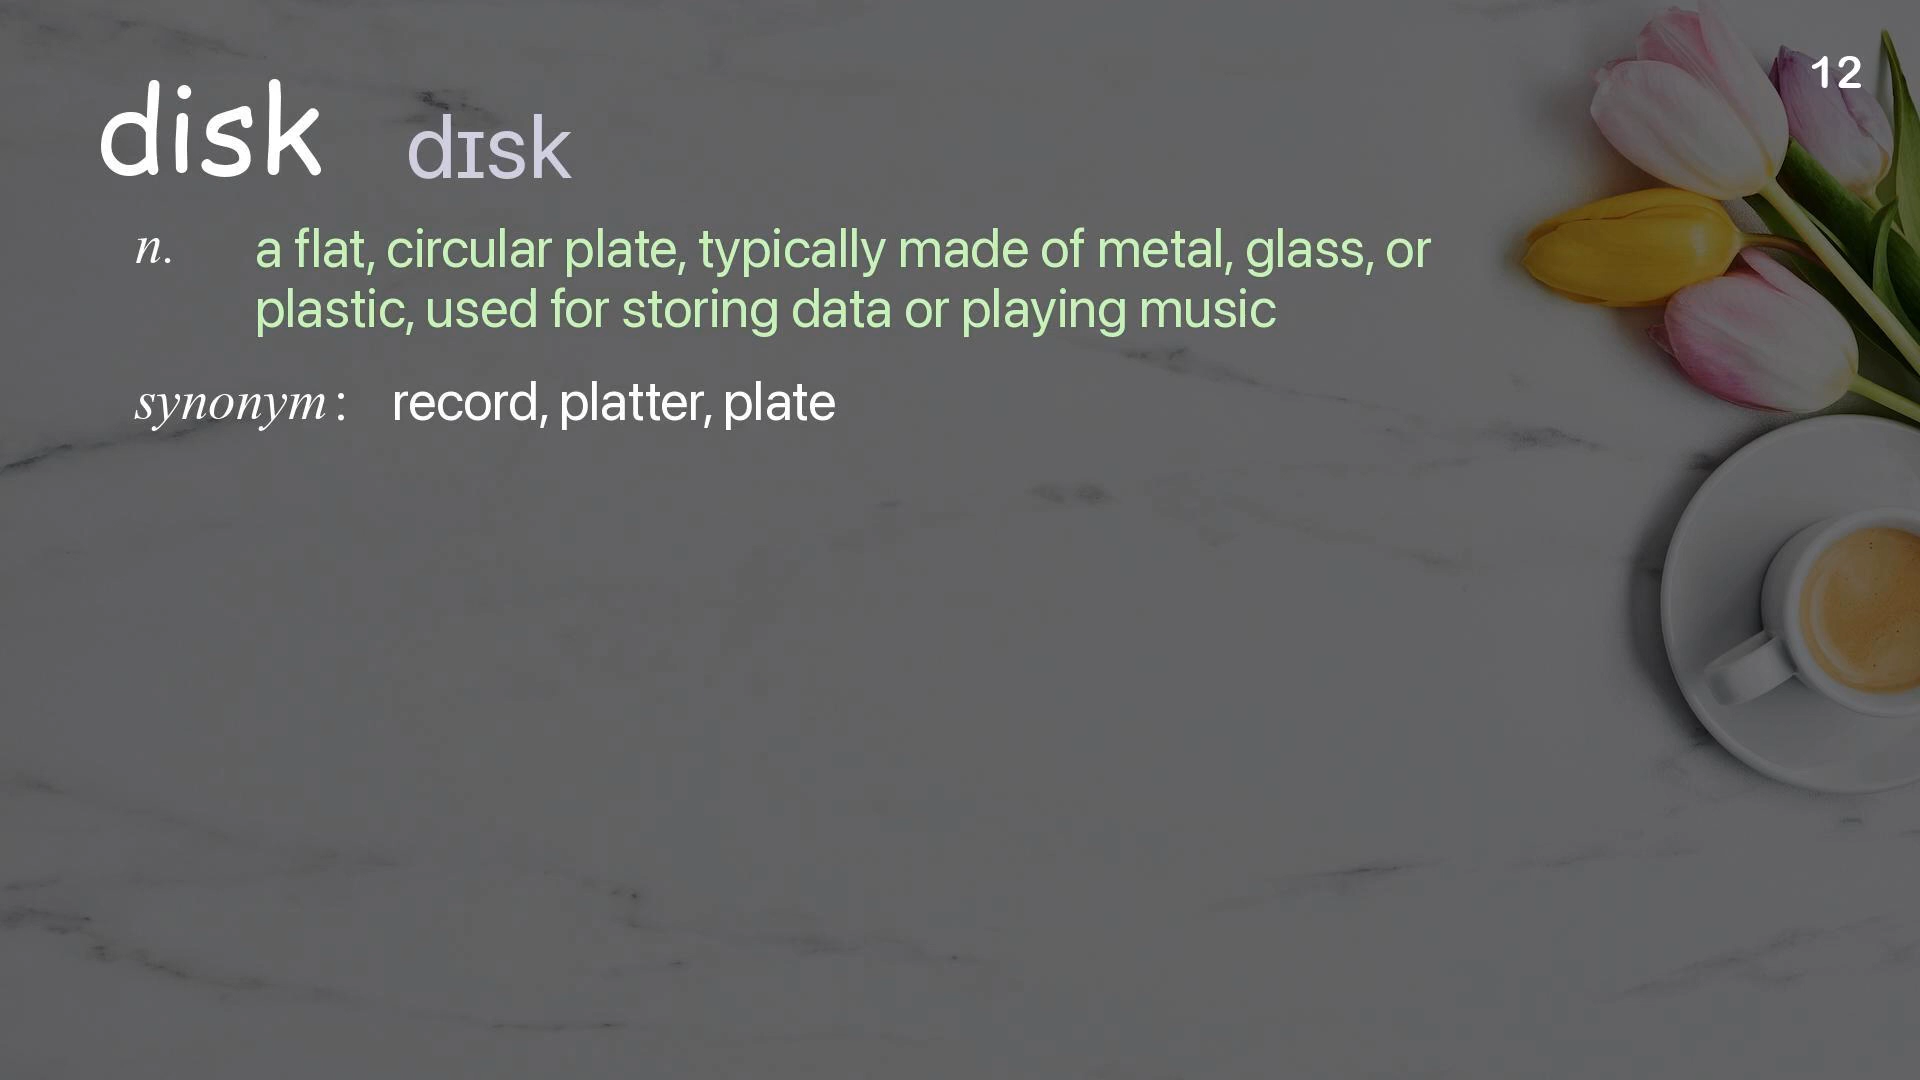 12
disk dɪsk
n. a flat, circular plate, typically made of metal, glass, or
plastic, used for storing data or playing music
synonym: record, platter, plate